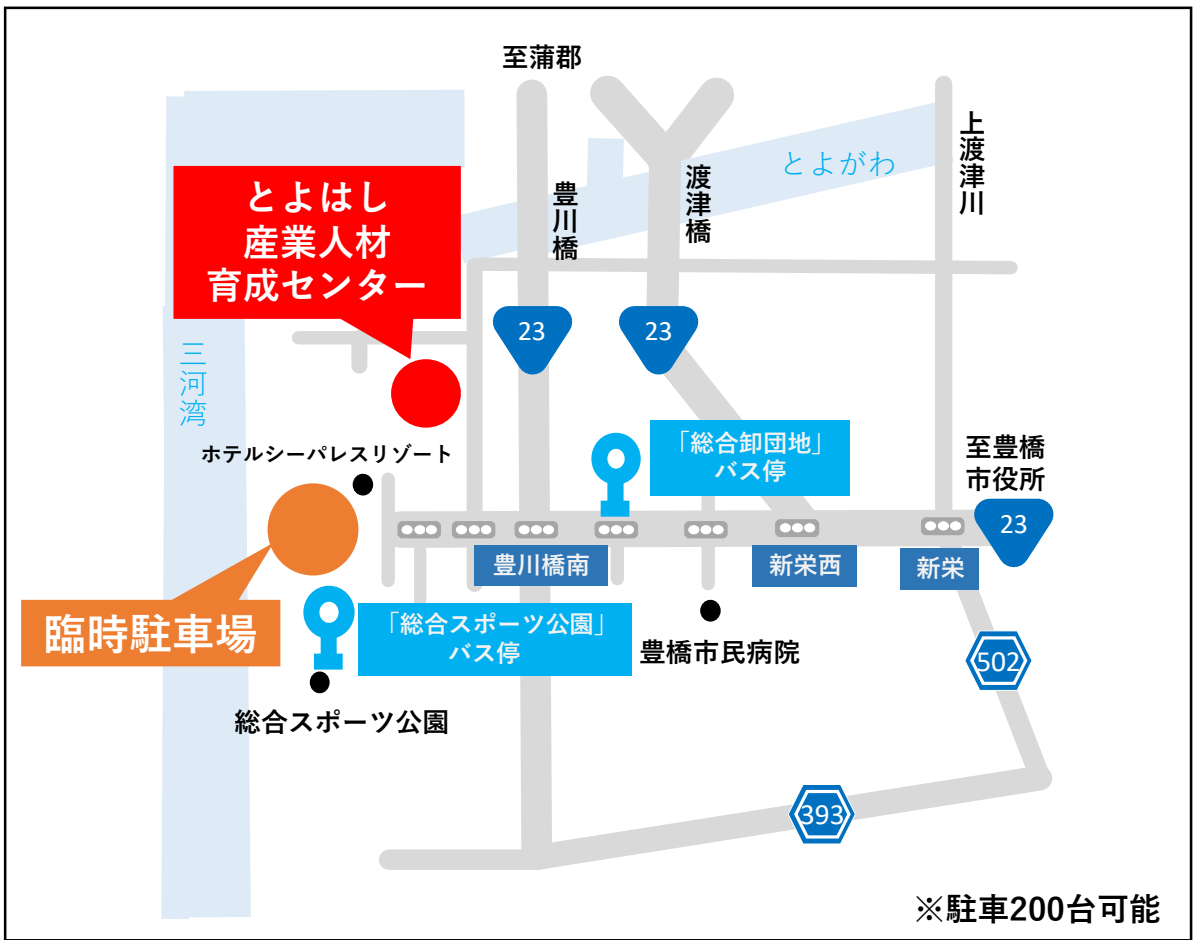 至蒲郡
とよはし
産業人材
育成センター
豊川橋
渡津橋
とよがわ
上渡津川
23
23
三河湾
ホテルシーパレスリゾート
「総合卸団地」
バス停
至豊橋
市役所
23
豊川橋南
新栄西
新栄
臨時駐車場
「総合スポーツ公園」
バス停
豊橋市民病院
総合スポーツ公園
502
393
※駐車200台可能